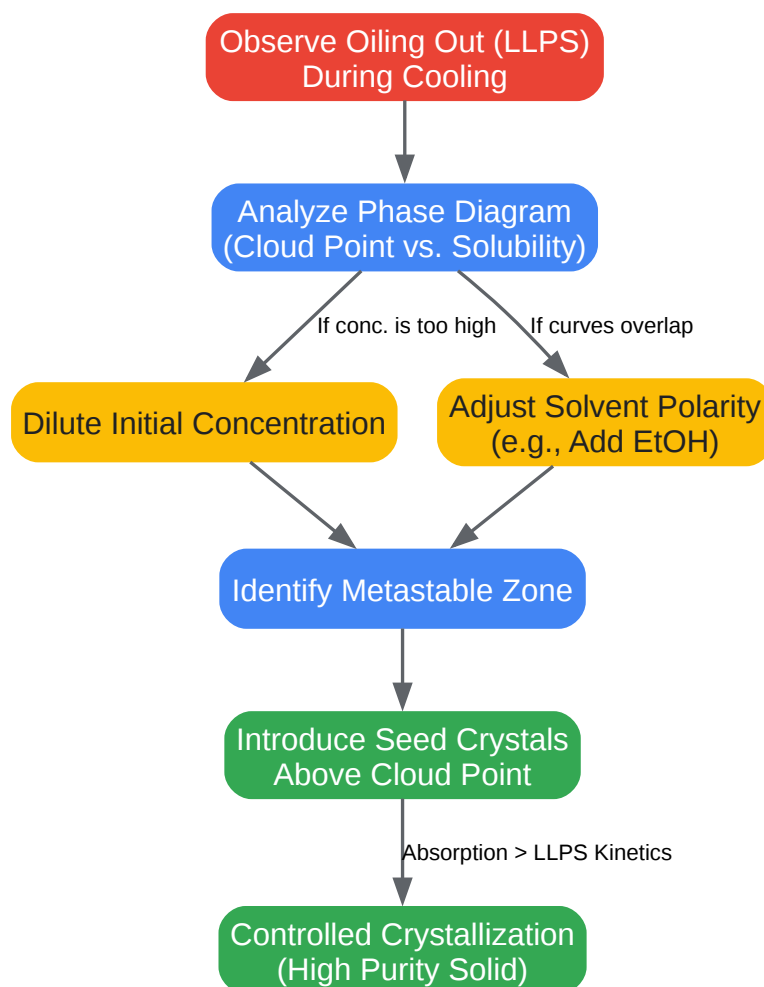 Observe Oiling Out (LLPS)
During Cooling
Analyze Phase Diagram
(Cloud Point vs. Solubility)
If conc. is too high
If curves overlap
Dilute Initial Concentration
Adjust Solvent Polarity
(e.g., Add EtOH)
Identify Metastable Zone
Introduce Seed Crystals
Above Cloud Point
Absorption > LLPS Kinetics
Controlled Crystallization
(High Purity Solid)